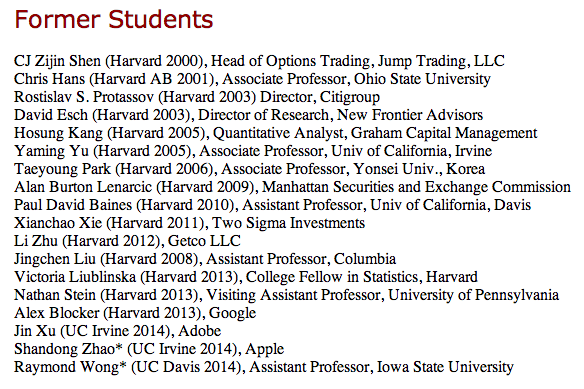 Former Students
CJ Zijin Shen (Harvard 2000), Head of Options Trading, Jump Trading, LLC
Chris Hans (Harvard AB 2001), Associate Professor, Ohio State University
Rostislav S. Protassov (Harvard 2003) Director, Citigroup
David Esch (Harvard 2003), Director of Research, New Frontier Advisors
Hosung Kang (Harvard 2005), Quantitative Analyst, Graham Capital Management
Yaming Yu (Harvard 2005), Associate Professor, Univ of California, Irvine
Taeyoung Park (Harvard 2006), Associate Professor, Yonsei Univ., Korea
Alan Burton Lenarcic (Harvard 2009), Manhattan Securities and Exchange Commission
Paul David Baines (Harvard 2010), Assistant Professor, Univ of California, Davis
Xianchao Xie (Harvard 2011), Two Sigma Investments
Li Zhu (Harvard 2012), Getco LLC
Jingchen Liu (Harvard 2008), Assistant Professor, Columbia
Victoria Liublinska (Harvard 2013), College Fellow in Statistics, Harvard
Nathan Stein (Harvard 2013), Visiting Assistant Professor, University of Pennsylvania
Alex Blocker (Harvard 2013), Google
Jin Xu (UC Irvine 2014), Adobe
Shandong Zhao* (UC Irvine 2014), Apple
Raymond Wong* (UC Davis 2014), Assistant Professor, Iowa State University